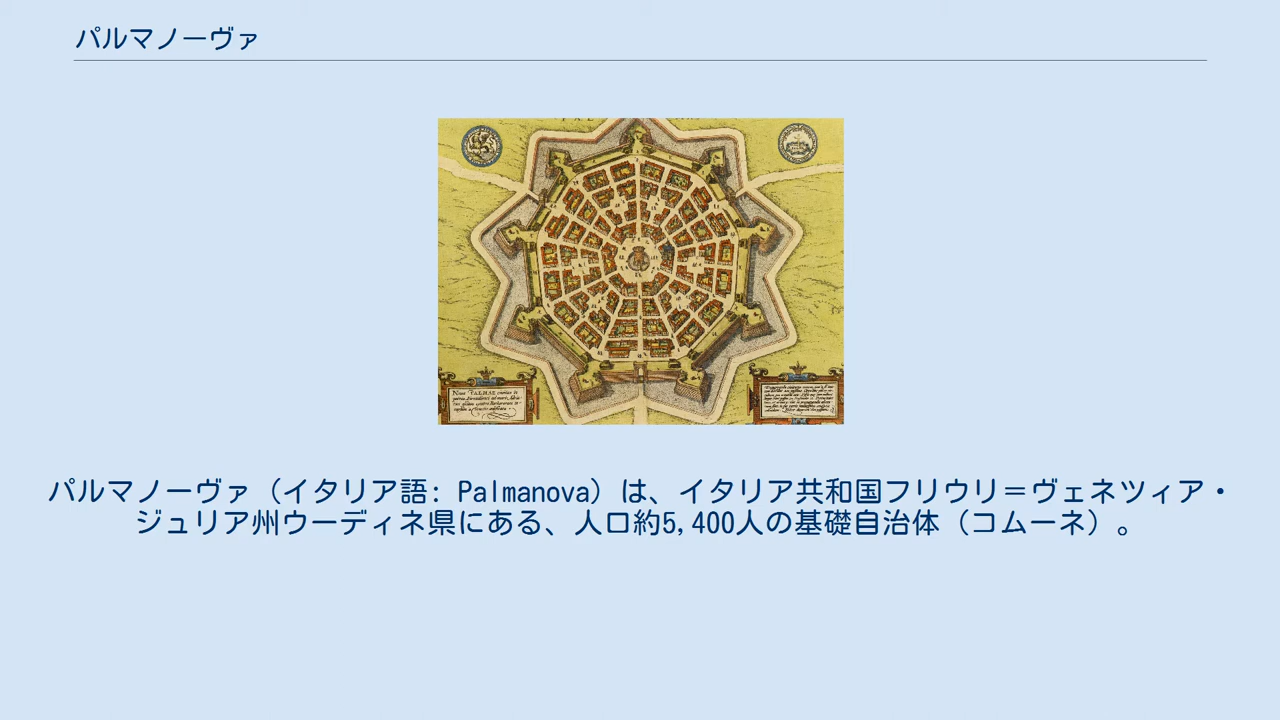 パルマノーヴァ
パルマノーヴァ（イタリア語: Palmanova）は、イタリア共和国フリウリ＝ヴェネツィア・
ジュリア州ウーディネ県にある、人口約5,400人の基礎自治体（コムーネ）。